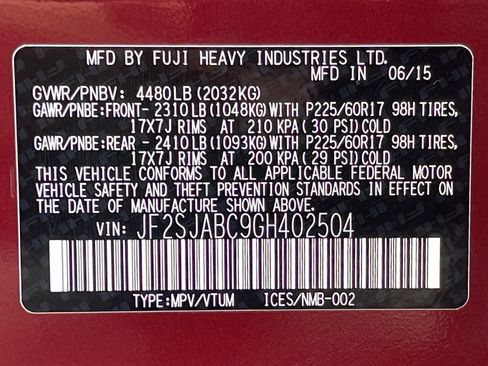 MFD BY FUJI HEAVY INDUSTRIES LTD.
MFD IN 06/15
GVWR/PNBV: 4480LB(2032KG)
GAWR/PNBE:FRONT- 2310LB(1048KG)WITH P225/60R17 98H TIRES,
17X7J RIMS AT 210 KPA(30 PSI)COLD
GAWR/PNBE:REAR - 2410LB(1093KG)WITH P225/60R17 98H TIRES,
17X7J RIMS AT 200 KPA(29 PSI)COLD
THIS VEHICLE CONFORMS TO ALL APPLICABLE FEDERAL MOTOR
VEHICLE SAFETY AND THEFT PREVENTION STANDARDS IN EFFECT
ON THE DATE OF MANUFACTURE SHOWN ABOVE.
VIN: JF2SJABC9GH402504
TYPE:MPV/VTUM ICES/NMB-002